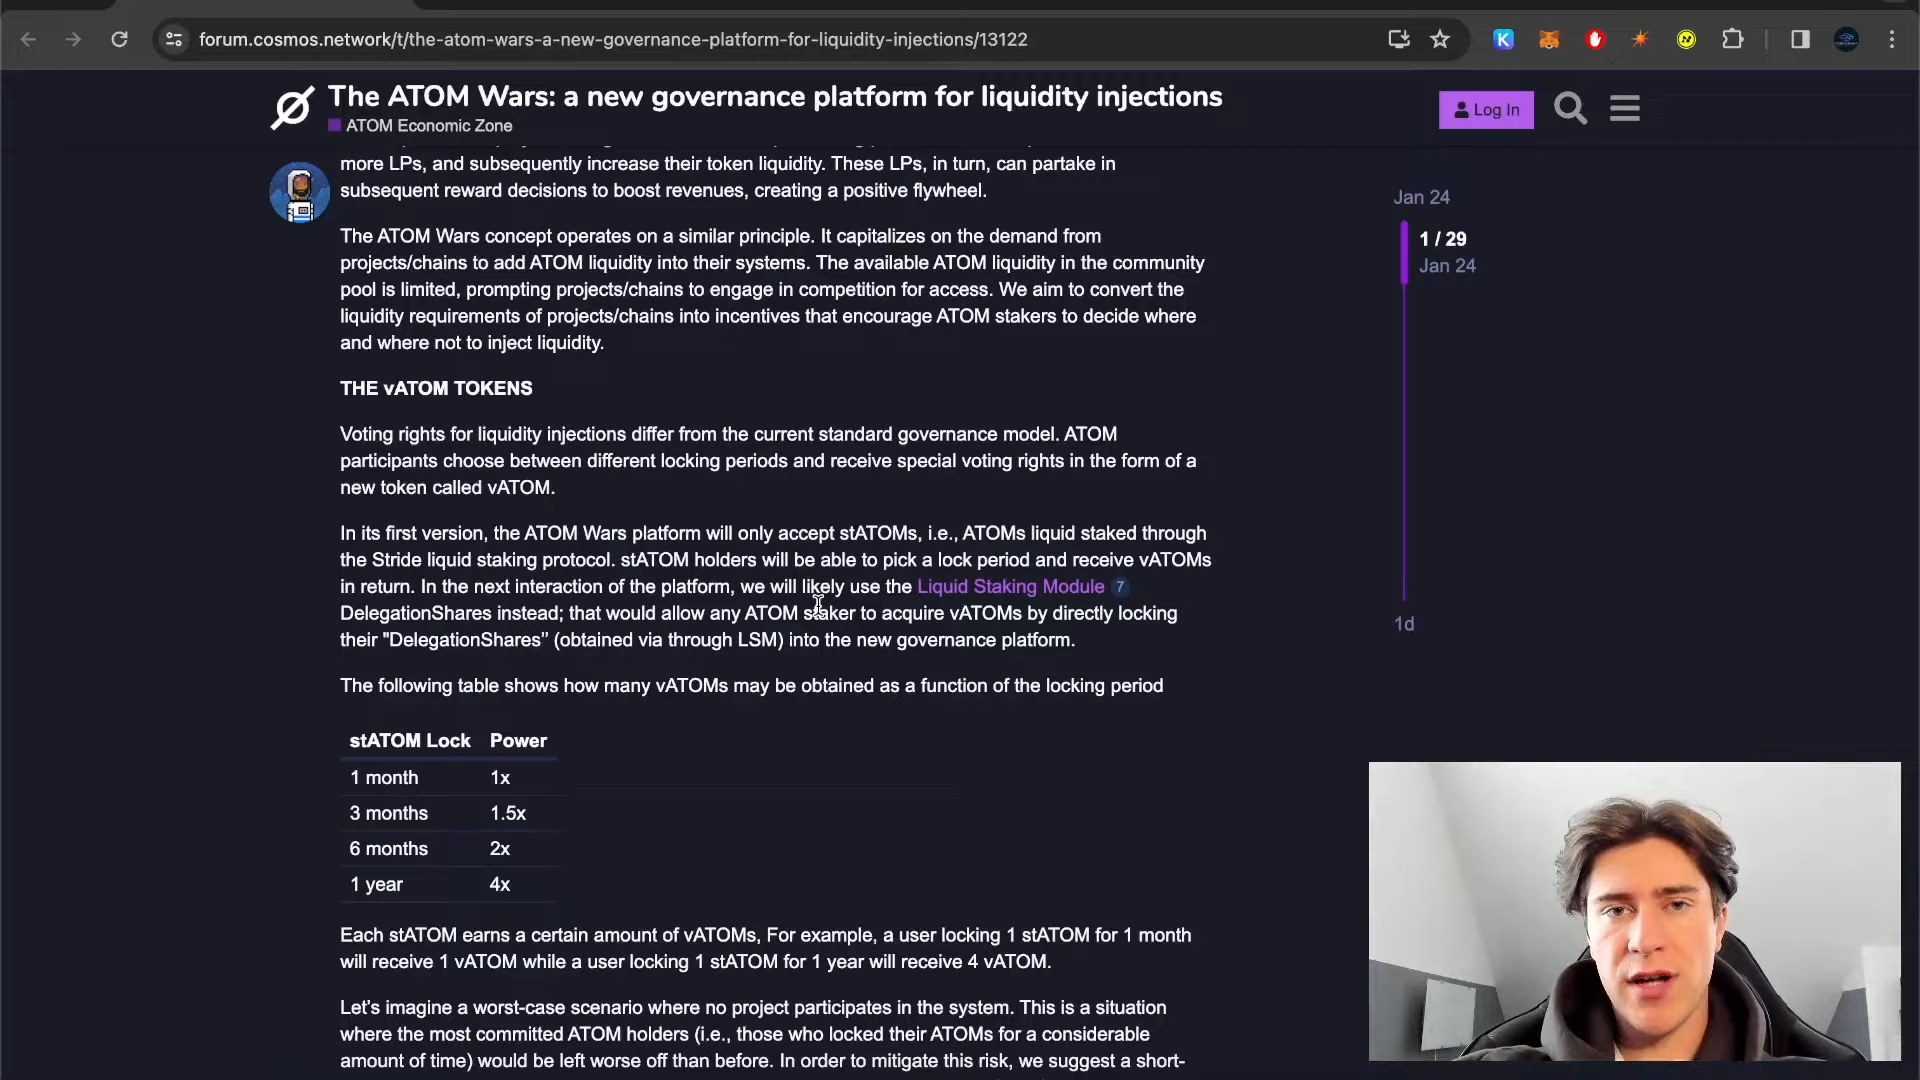 forum.cosmos.network/t/the-atom-wars-a-new-governance-platform-for-liquidity-injections/13122
The ATOM Wars: a new governance platform for liquidity injections
ATOM Economic Zone
Log In
more LPs, and subsequently increase their token liquidity. These LPs, in turn, can partake in
subsequent reward decisions to boost revenues, creating a positive flywheel.
Jan 24
1 / 29
Jan 24
The ATOM Wars concept operates on a similar principle. It capitalizes on the demand from
projects/chains to add ATOM liquidity into their systems. The available ATOM liquidity in the community
pool is limited, prompting projects/chains to engage in competition for access. We aim to convert the
liquidity requirements of projects/chains into incentives that encourage ATOM stakers to decide where
and where not to inject liquidity.
THE vATOM TOKENS
Voting rights for liquidity injections differ from the current standard governance model. ATOM
participants choose between different locking periods and receive special voting rights in the form of a
new token called vATOM.
In its first version, the ATOM Wars platform will only accept stATOMs, i.e., ATOMs liquid staked through
the Stride liquid staking protocol. stATOM holders will be able to pick a lock period and receive vATOMs
in return. In the next interaction of the platform, we will likely use the Liquid Staking Module 7
DelegationShares instead; that would allow any ATOM staker to acquire vATOMs by directly locking
their "DelegationShares” (obtained via through LSM) into the new governance platform.
1d
The following table shows how many vATOMs may be obtained as a function of the locking period
stATOM Lock Power
1 month 1x
3 months 1.5x
6 months 2x
1 year 4x
Each stATOM earns a certain amount of vATOMs, For example, a user locking 1 stATOM for 1 month
will receive 1 vATOM while a user locking 1 stATOM for 1 year will receive 4 vATOM.
Let's imagine a worst-case scenario where no project participates in the system. This is a situation
where the most committed ATOM holders (i.e., those who locked their ATOMs for a considerable
amount of time) would be left worse off than before. In order to mitigate this risk, we suggest a short-